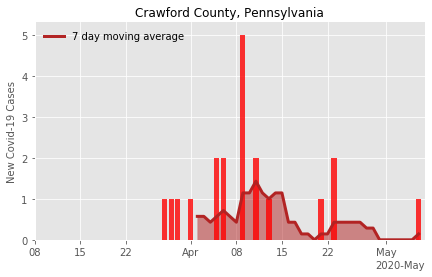 Crawford County, Pennsylvania
7 day moving average
New Covid-19 Cases
5
4
3
2
1
0
08 15 22 Apr 08 15 22 May
2020-May